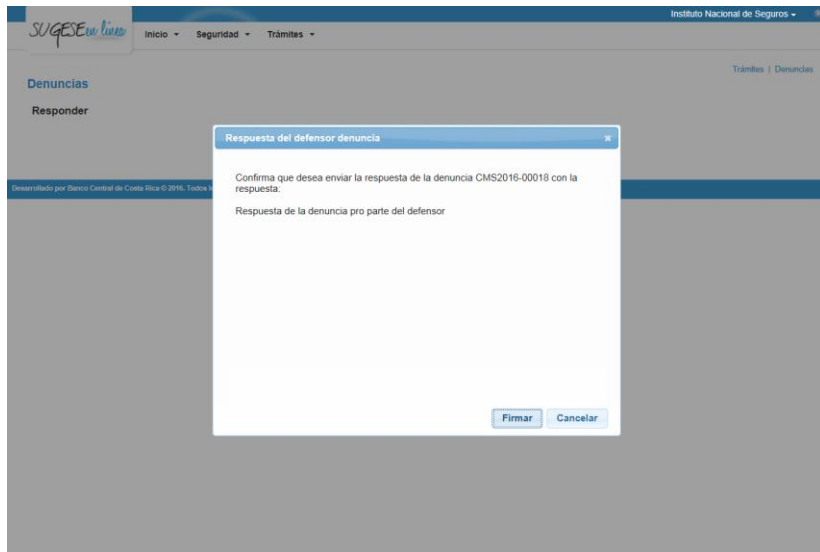 Instituto Nacional de Seguros
SUGESE en línea
Inicio Seguridad Trámites
Trámites | Denuncias
Denuncias
Responder
Respuesta del defensor denuncia
Confirma que desea enviar la respuesta de la denuncia CMS2016-00018 con la
respuesta:
Respuesta de la denuncia pro parte del defensor
Desarrollado por Banco Central de Costa Rica © 2016. Todos
Firmar Cancelar